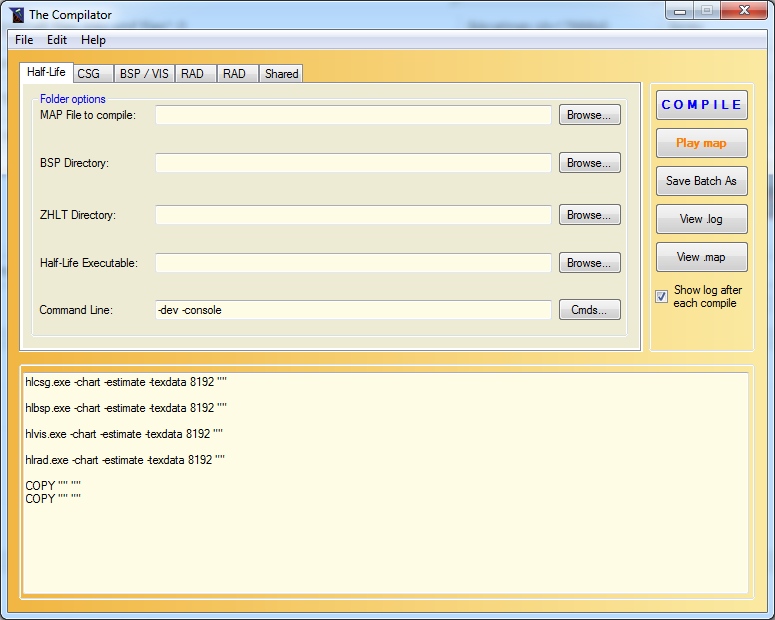 The Compilator
File Edit Help
Half-Life CSG BSP / VIS RAD RAD Shared
Folder options
MAP File to compile: Browse...
BSP Directory: Browse...
ZHLT Directory: Browse...
Half-Life Executable: Browse...
Command Line: -dev -console Cmds...
COMPILE
Play map
Save Batch As
View .log
View .map
Show log after
each compile
hlcsg.exe -chart -estimate -texdata 8192 ""
hlbsp.exe -chart -estimate -texdata 8192 ""
hlvis.exe -chart -estimate -texdata 8192 ""
hlrad.exe -chart -estimate -texdata 8192 ""
COPY "" ""
COPY "" ""